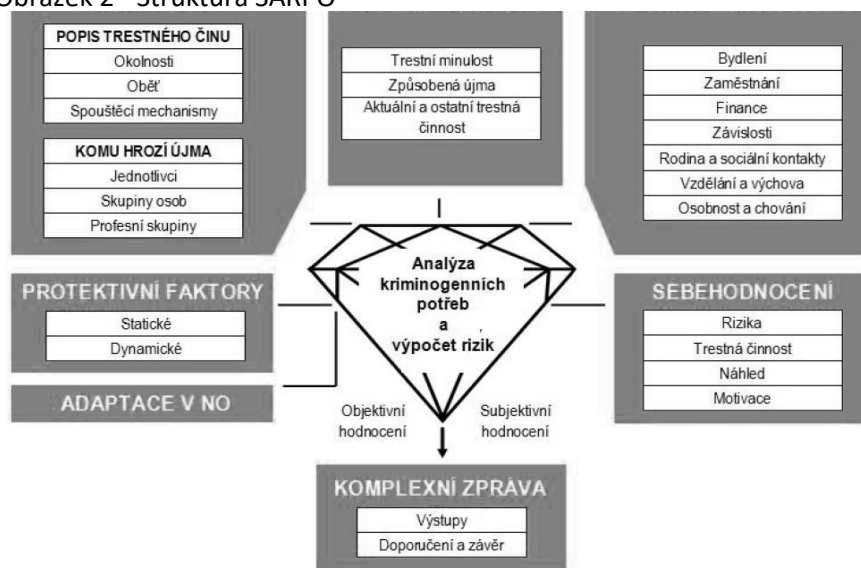 Obrázek 2 - Struktura SARPO
POPIS TRESTNÉHO ČINU
Okolnosti
Oběť
Spouštěcí mechanismy
KOMU HROZÍ ÚJMA
Jednotlivci
Skupiny osob
Profesní skupiny
Trestní minulost
Způsobená újma
Aktuální a ostatní trestná
činnost
Bydlení
Zaměstnání
Finance
Závislosti
Rodina a sociální kontakty
Vzdělání a výchova
Osobnost a chování
PROTEKTIVNÍ FAKTORY
Statické
Dynamické
ADAPTACE V NO
Analýza
kriminogenních
potřeb
a
výpočet rizik
SEBEHODNOCENÍ
Rizika
Trestná činnost
Náhled
Motivace
Objektivní
hodnocení
Subjektivní
hodnocení
KOMPLEXNÍ ZPRÁVA
Výstupy
Doporučení a závěr